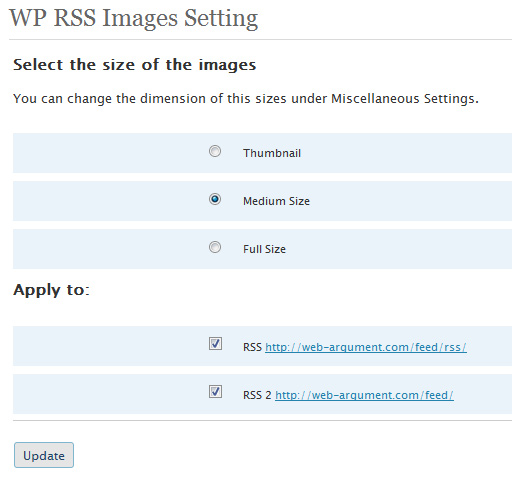 WP RSS Images Setting
Select the size of the images
You can change the dimension of this sizes under Miscellaneous Settings.
Thumbnail
Medium Size
Full Size
Apply to:
RSS http://web-argument.com/feed/rss/
RSS 2 http://web-argument.com/feed/
Update